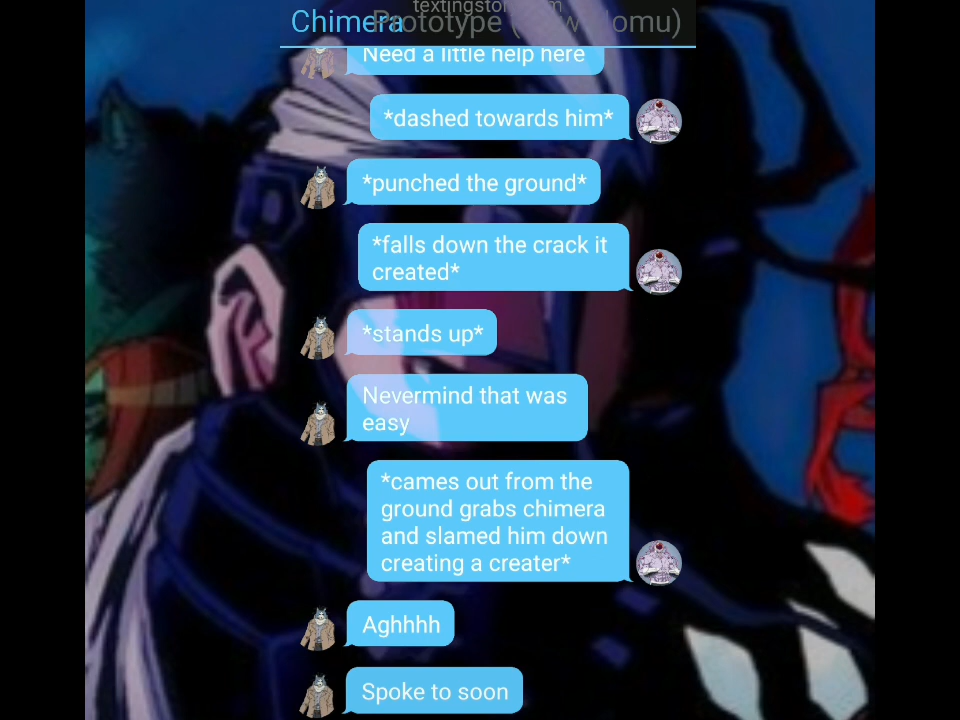 Chimera
Prototype (
omu)
Need a little help here
*dashed towards him*
*punched the ground*
*falls down the crack it
created*
*stands up*
Nevermind that was
easy
*cames out from the
ground grabs chimera
and slamed him down
creating a creater*
Aghhhh
Spoke to soon